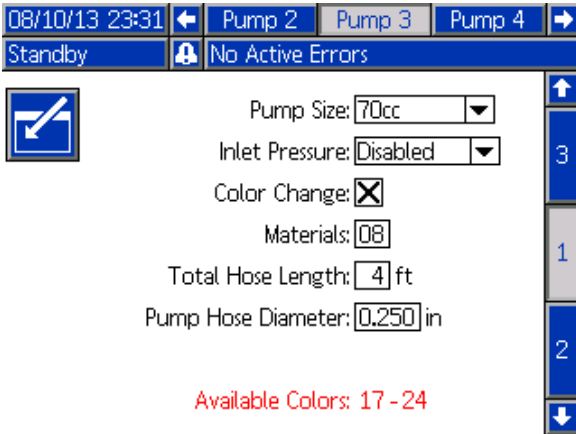 08/10/13 23:31 Pump 2 Pump 3 Pump 4
Standby No Active Errors
Pump Size: 70cc
Inlet Pressure: Disabled
3
Color Change: X
Materials: 08
1
Total Hose Length: 4 ft
Pump Hose Diameter: 0.250 in
2
Available Colors: 17-24